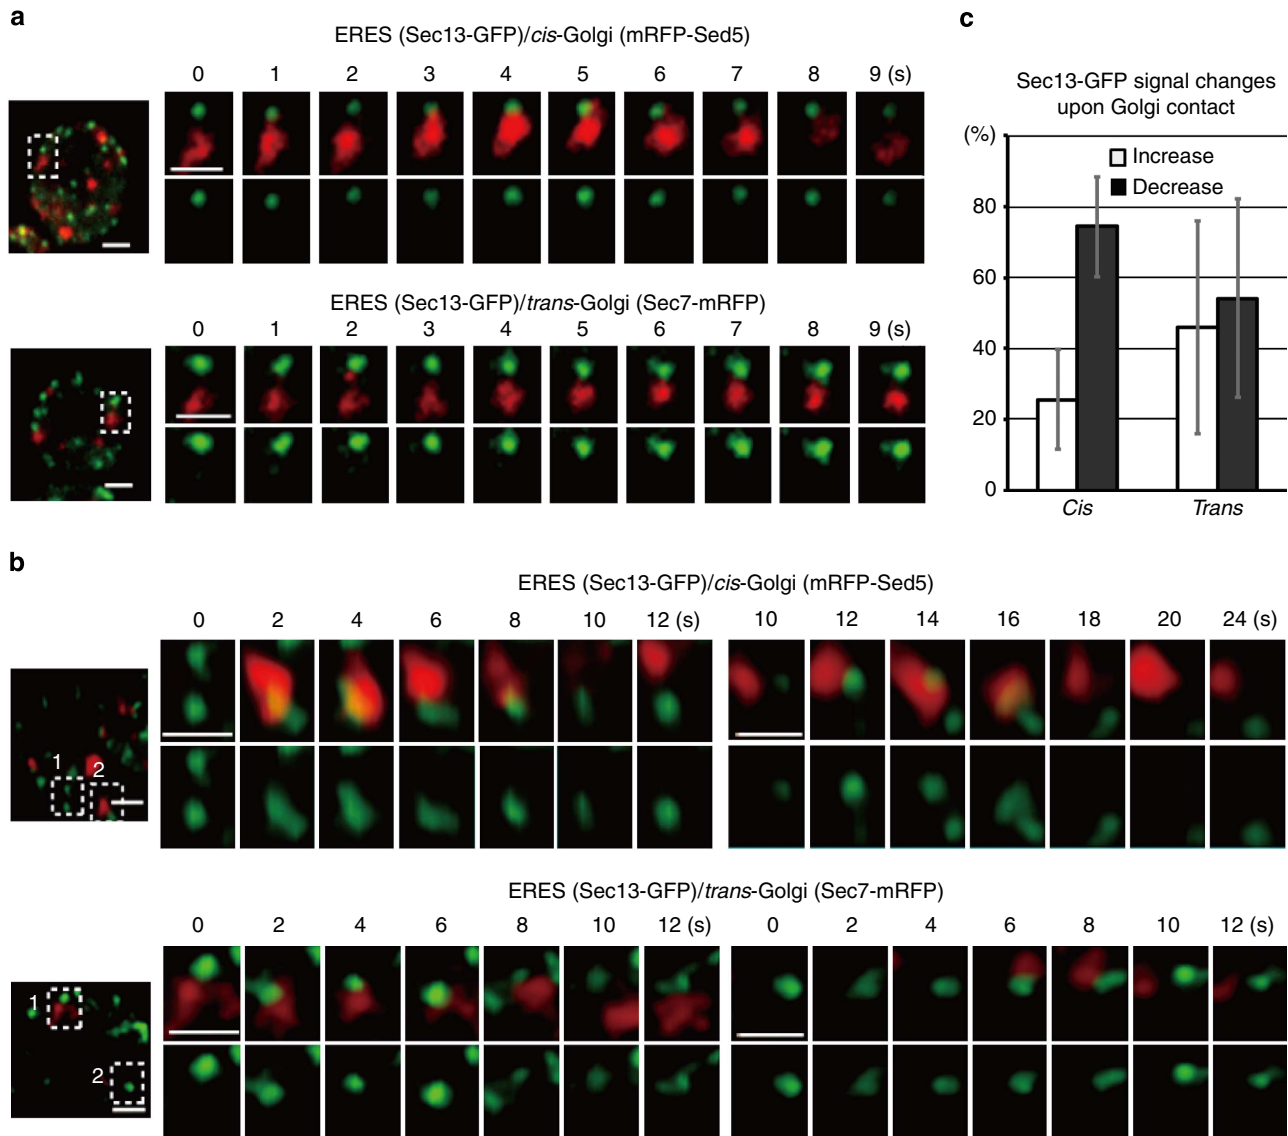 a
ERES (Sec13-GFP)/cis-Golgi (mRFP-Sed5)
0 1 2 3 4 5 6 7 8 9 (s)
ERES (Sec13-GFP)/trans-Golgi (Sec7-mRFP)
0 1 2 3 4 5 6 7 8 9 (s)
c
Sec13-GFP signal changes
upon Golgi contact
(%)
Increase
Decrease
80
60
40
20
0
Cis Trans
b
ERES (Sec13-GFP)/cis-Golgi (mRFP-Sed5)
0 2 4 6 8 10 12 (s) 10 12 14 16 18 20 24 (s)
1 2
ERES (Sec13-GFP)/trans-Golgi (Sec7-mRFP)
0 2 4 6 8 10 12 (s) 0 2 4 6 8 10 12 (s)
1
2